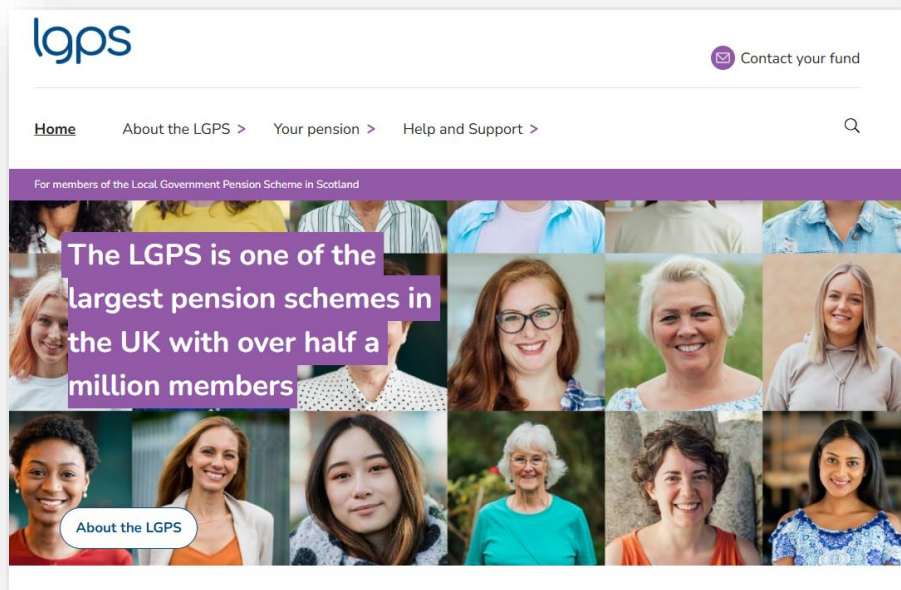 lgps
Contact your fund
Home About the LGPS > Your pension > Help and Support >
For members of the Local Government Pension Scheme in Scotland
The LGPS is one of the
largest pension schemes in
the UK with over half a
million members
About the LGPS